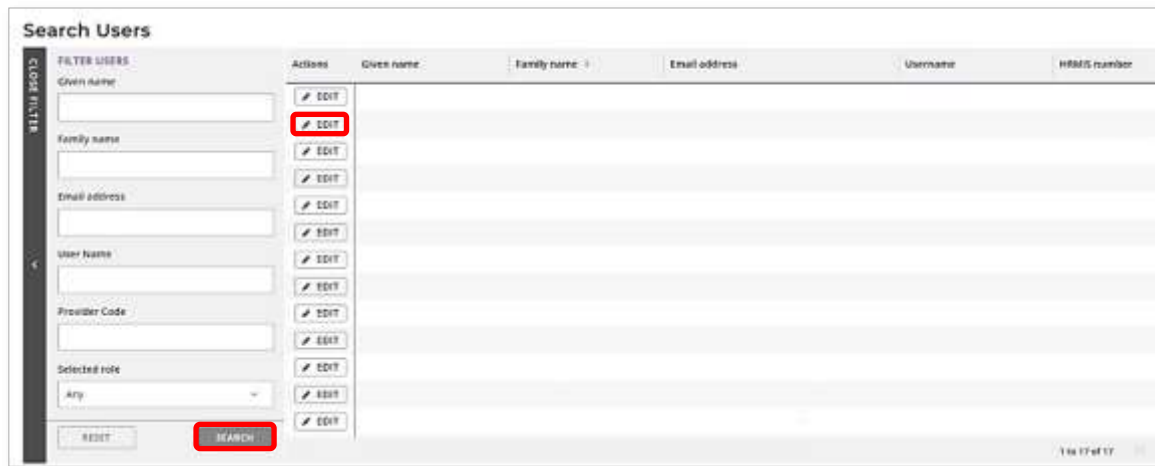 Search Users
CLOSE FILTER
FILTER USERS
Given name
Family name
Email address
User Name
Provider Code
Selected role
Any
RESET
SEARCH
Actions Given name Family name Email address Username HRMIS number
EDIT
EDIT
EDIT
EDIT
EDIT
EDIT
EDIT
EDIT
EDIT
EDIT
EDIT
EDIT
EDIT
1 to 17 of 17